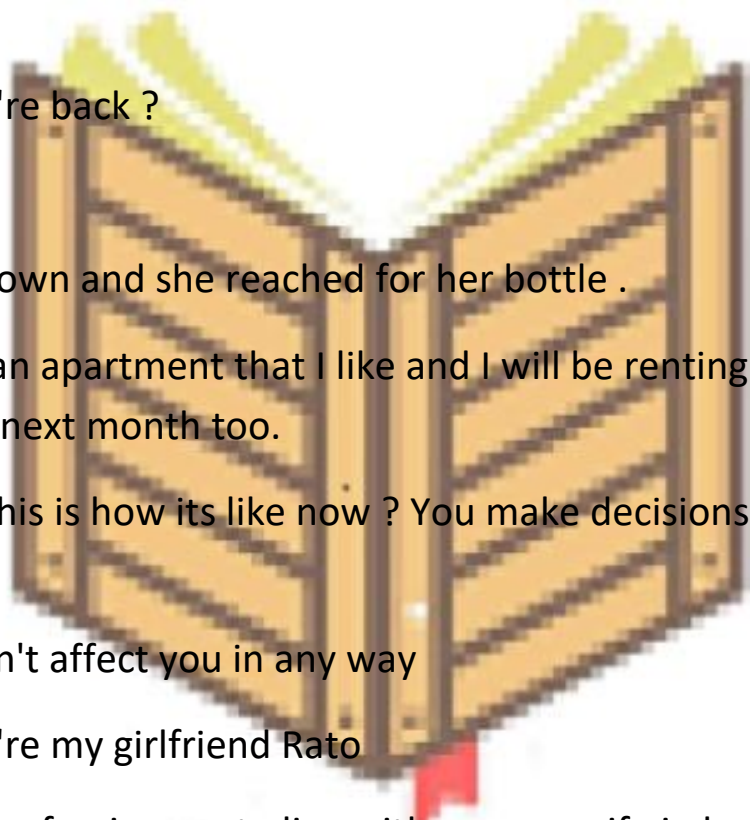 're back ?
own and she reached for her bottle .
an apartment that I like and I will be renting
next month too.
his is how its like now ? You make decisions
n't affect you in any way
're my girlfriend Rato